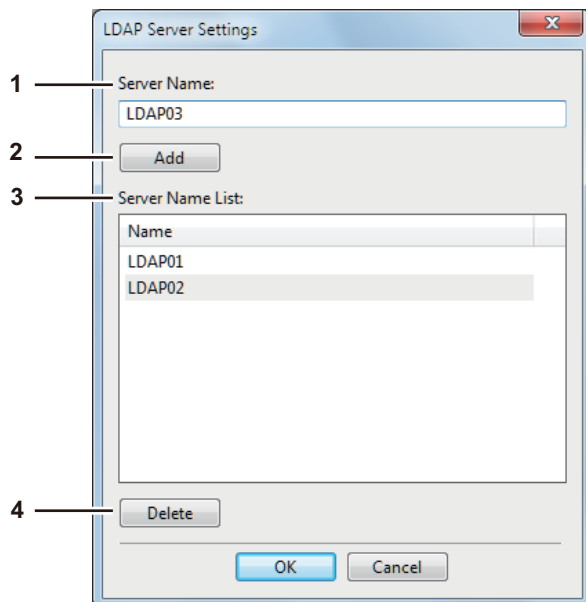 LDAP Server Settings
1 Server Name:
LDAP03
2 Add
3 Server Name List:
Name
LDAP01
LDAP02
4 Delete
OK Cancel